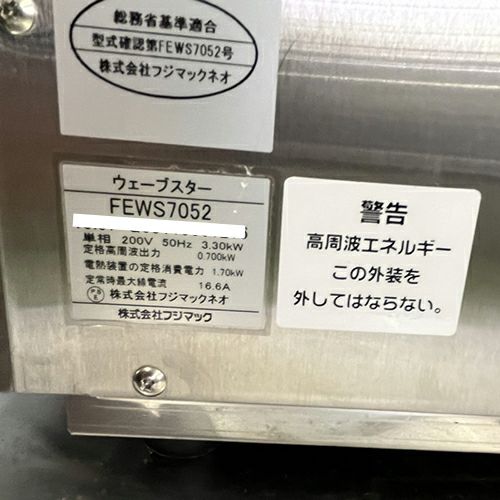 総務省基準適合
型式確認第FEWS7052号
株式会社フジマックネオ
ウェーブスター
FEWS7052
単相 200V 50Hz 3.30kW
定格高周波出力 0.700kW
電熱装置の定格消費電力 1.70kW
定常時最大線電流 16.6A
株式会社フジマックネオ
株式会社フジマック
警告
高周波エネルギー
この外装を
外してはならない。